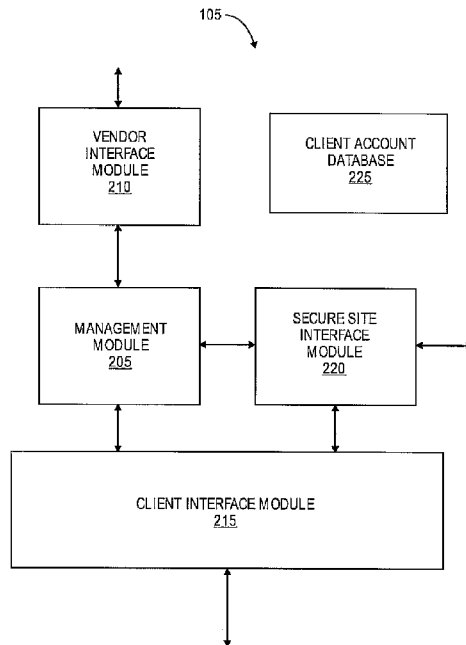 105
VENDOR
INTERFACE
MODULE
210
CLIENT ACCOUNT
DATABASE
225
MANAGEMENT
MODULE
205
SECURE SITE
INTERFACE
MODULE
220
CLIENT INTERFACE MODULE
215